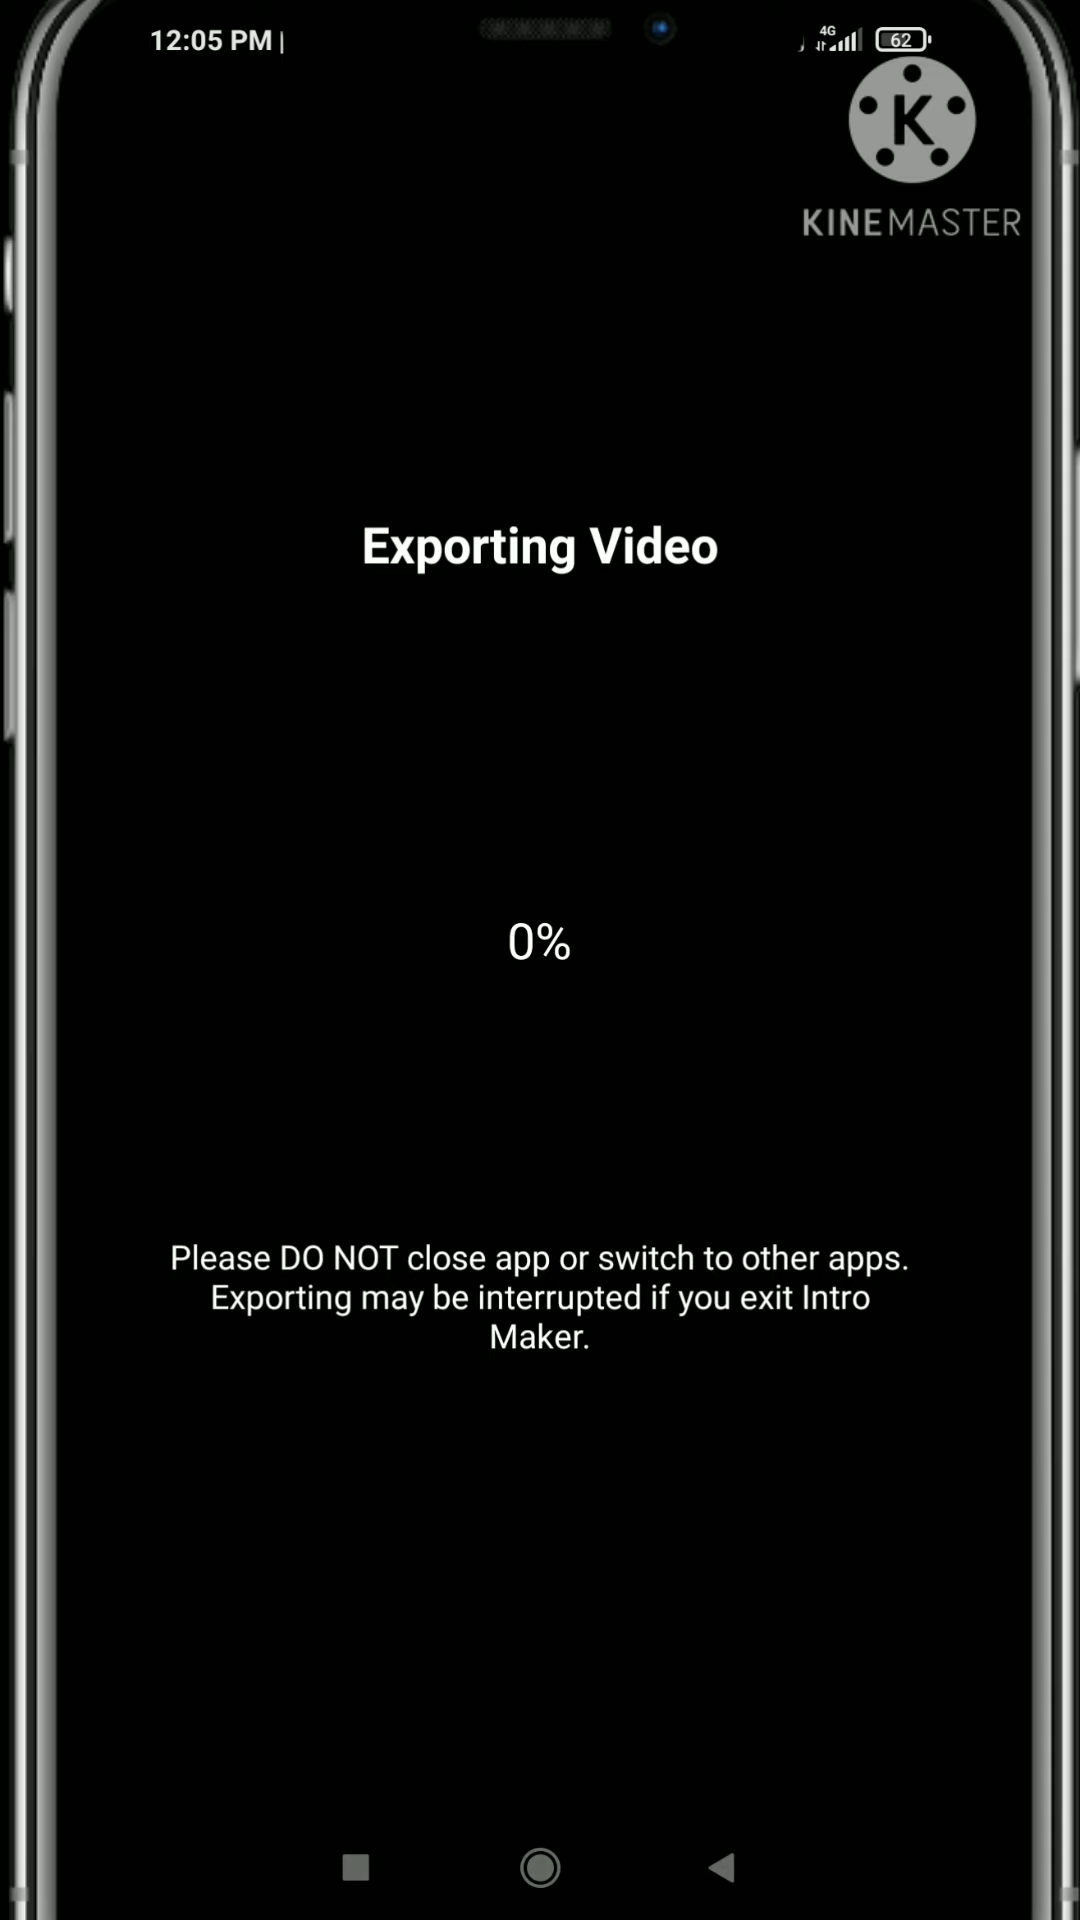 12:05 PM |
4G
62
K
KINEMASTER
Exporting Video
0%
Please DO NOT close app or switch to other apps.
Exporting may be interrupted if you exit Intro
Maker.